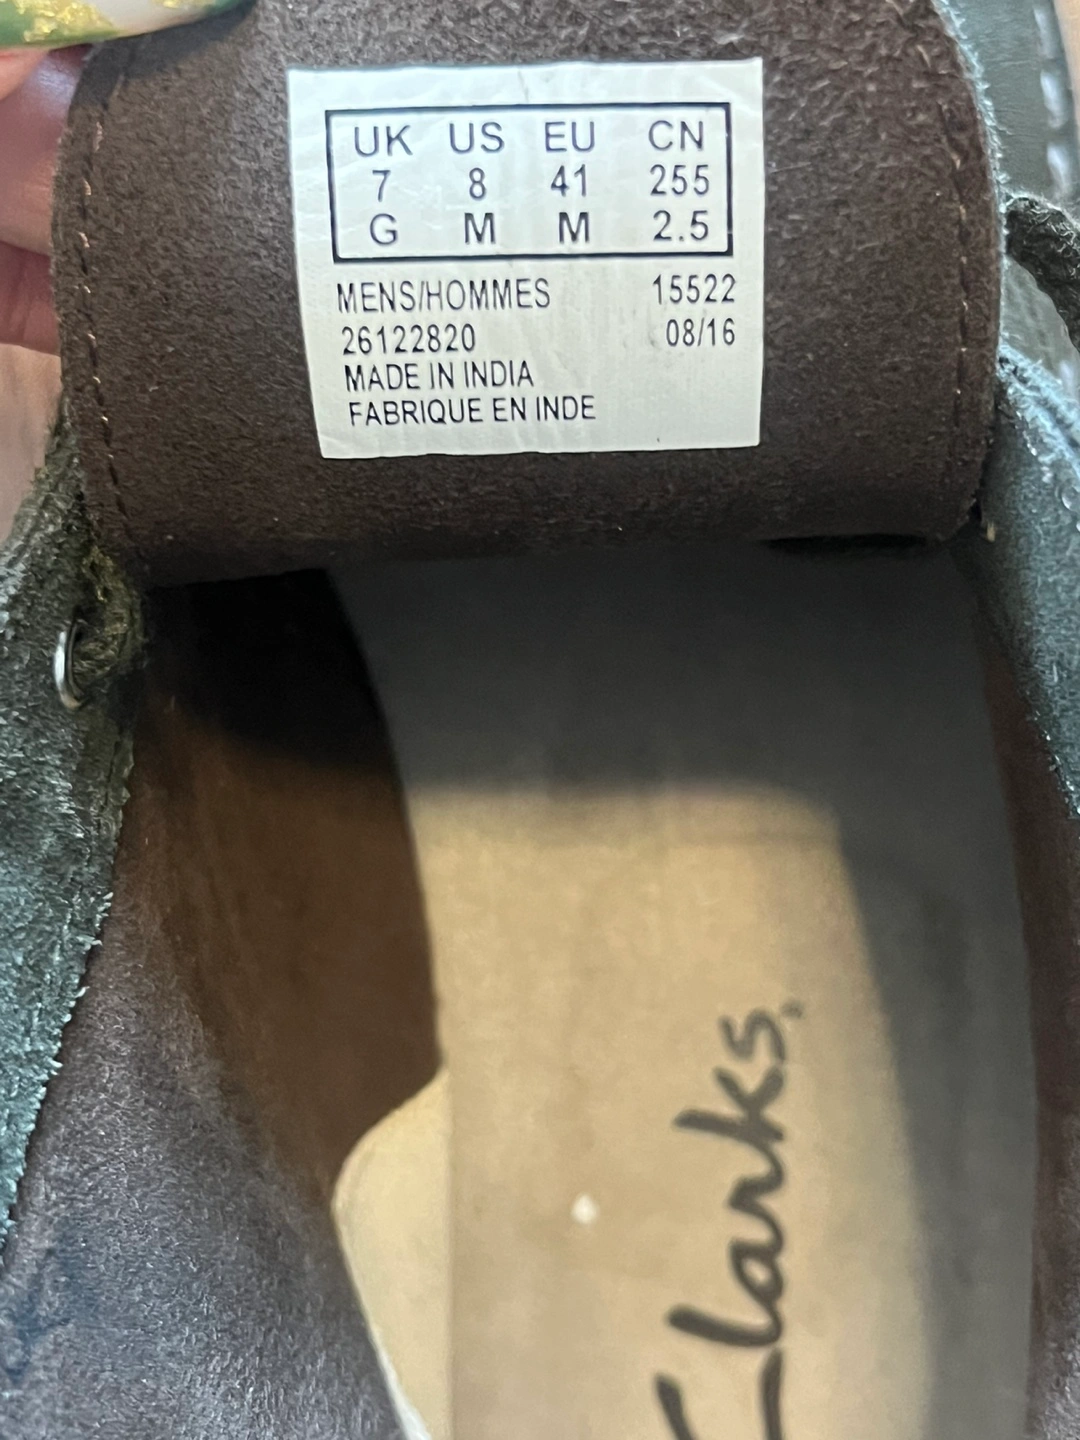 UK US EU CN
7 8 41 255
G M M 2.5
MENS/HOMMES 15522
26122820 08/16
MADE IN INDIA
FABRIQUE EN INDE
Clarks.